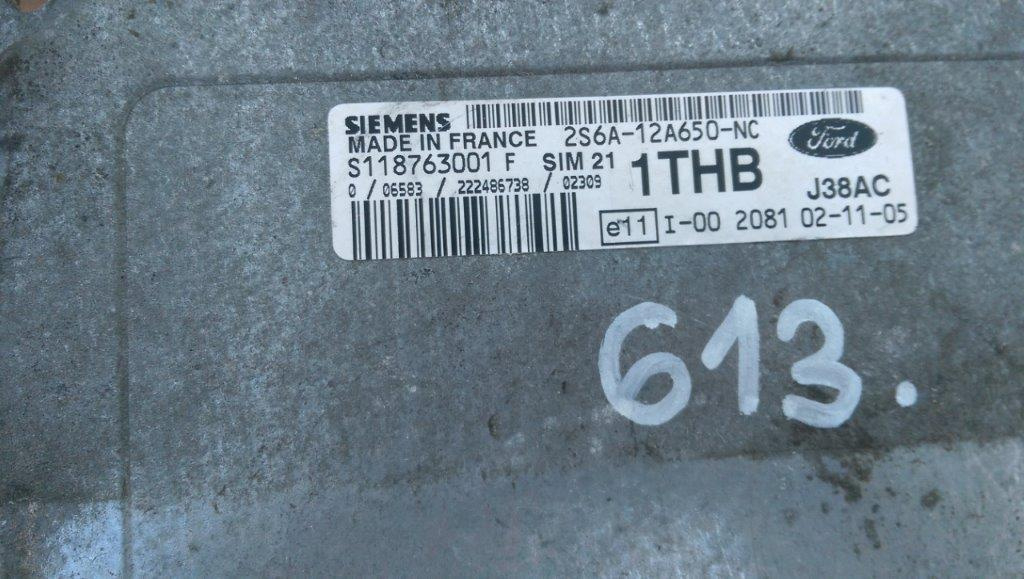 SIEMENS
MADE IN FRANCE 2S6A-12A650-NC Ford
S118763001 F SIM 21 1THB J38AC
0 / 06583 / 222486738 / 02309
e11 I-00 2081 02-11-05
613.